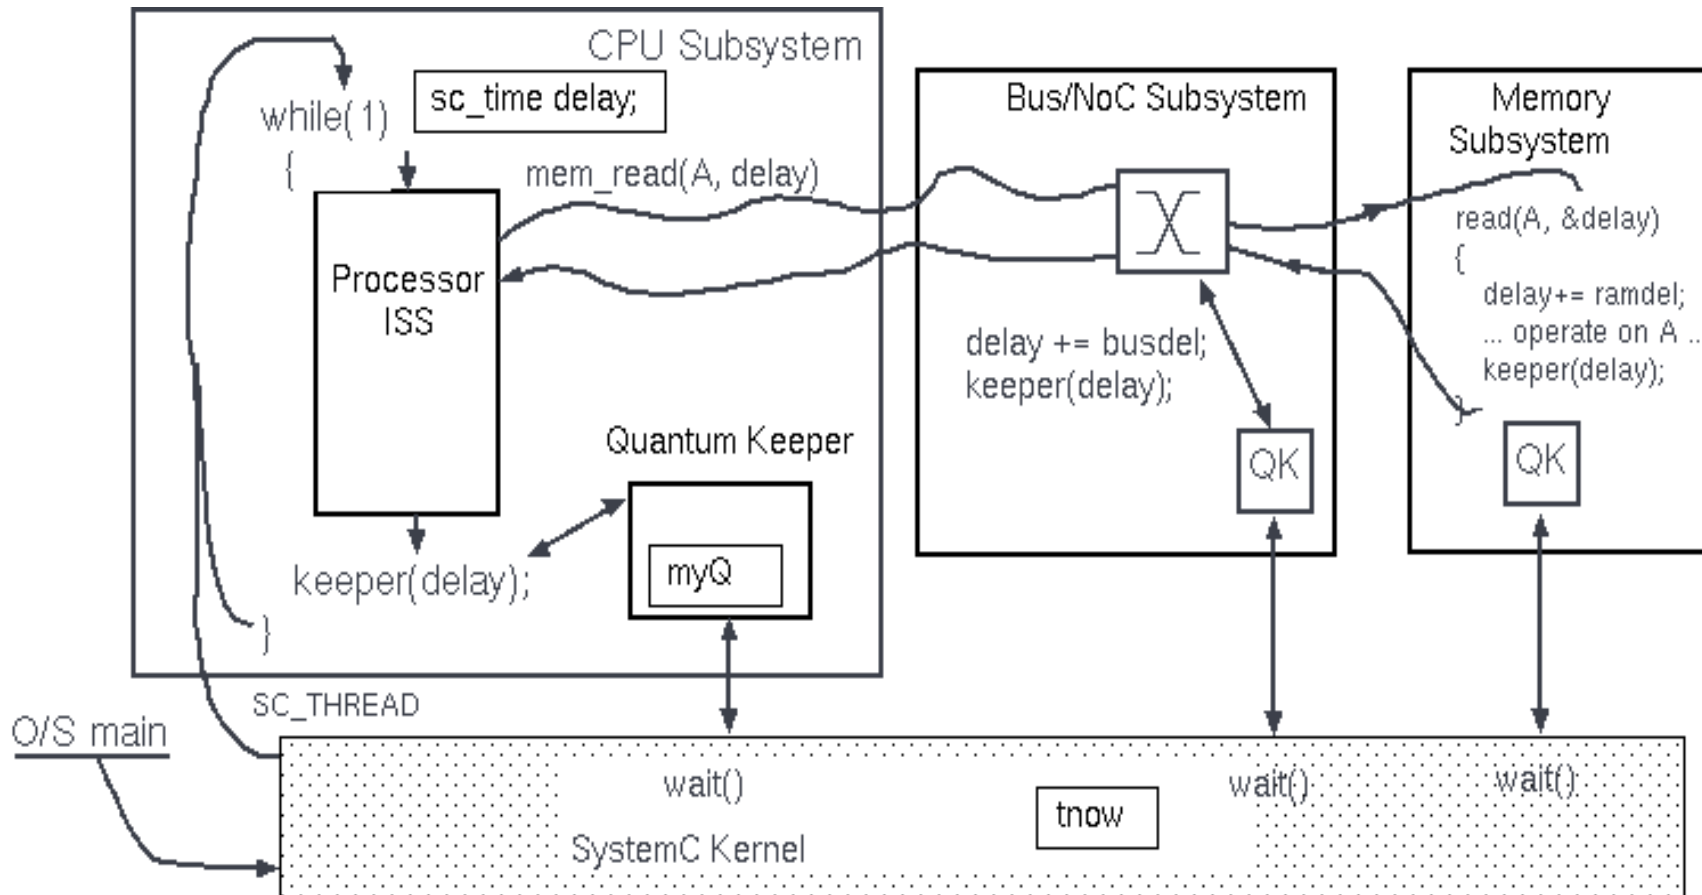 CPU Subsystem
sc_time delay;
while(1)
{
mem_read(A, delay)
Processor
ISS
Quantum Keeper
myQ
keeper(delay);
}
Bus/NoC Subsystem
delay += busdel;
keeper(delay);
QK
Memory
Subsystem
read(A, &delay)
{
delay+= ramdel;
... operate on A ..
keeper(delay);
}
QK
SC_THREAD
O/S main
wait()
wait()
wait()
tnow
SystemC Kernel